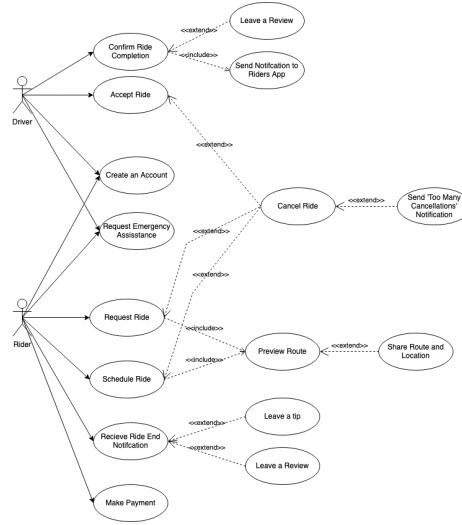 Leave a Review
<<extend>>
Confirm Ride
Completion
<<include>>
Send Notifcation to
Riders App
Accept Ride
Driver
<<extend>>
Create an Account
Cancel Ride
<<extend>>
Send 'Too Many
Cancellations'
Notification
Request Emergency
Assisstance
<<extend>>
<<extend>>
Request Ride
Rider
<<include>>
Preview Route
<<extend>>
Share Route and
Location
<<include>>
Schedule Ride
Leave a tip
<<extend>>
Recieve Ride End
Notifcation
<<extend>>
Leave a Review
Make Payment